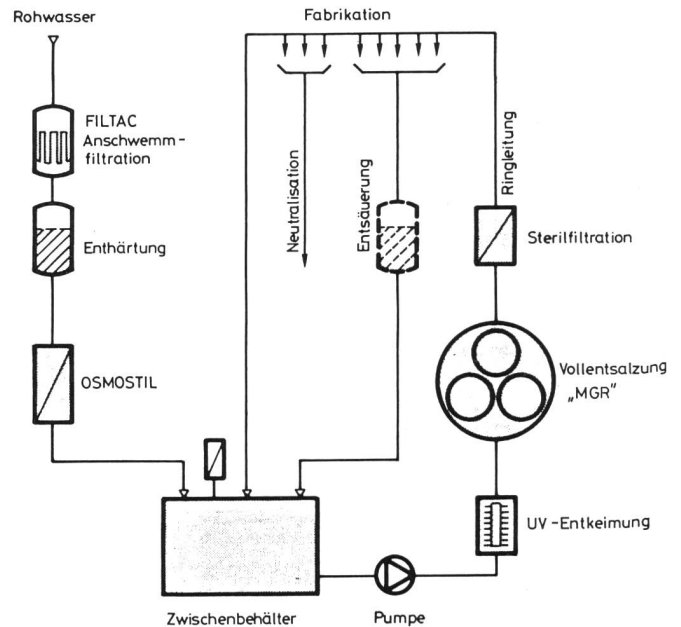 Rohwasser
Fabrikation
FILTAC
Anschwemm-
filtration
Enthärtung
OSMOSTIL
Neutralisation
Entsäuerung
Ringleitung
Sterilfiltration
Vollentsalzung
„MGR"
UV-Entkeimung
Zwischenbehälter
Pumpe